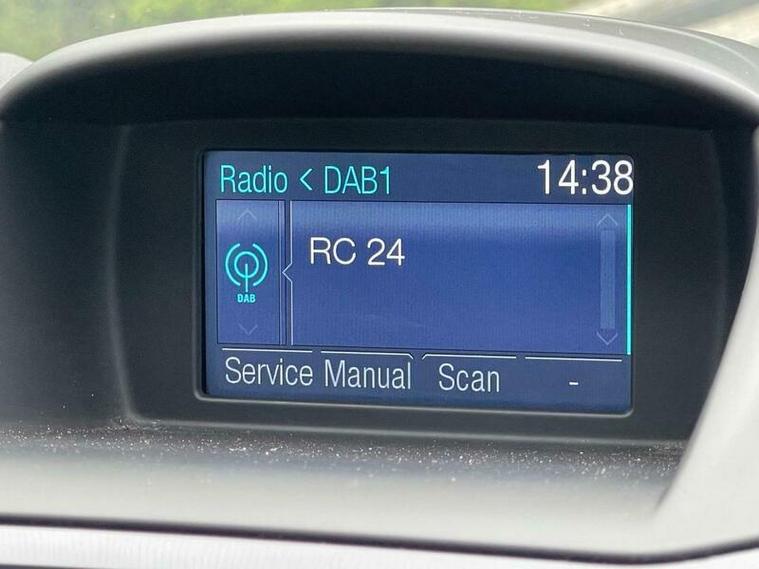 Radio < DAB1 14:38
RC 24
DAB
Service Manual Scan -